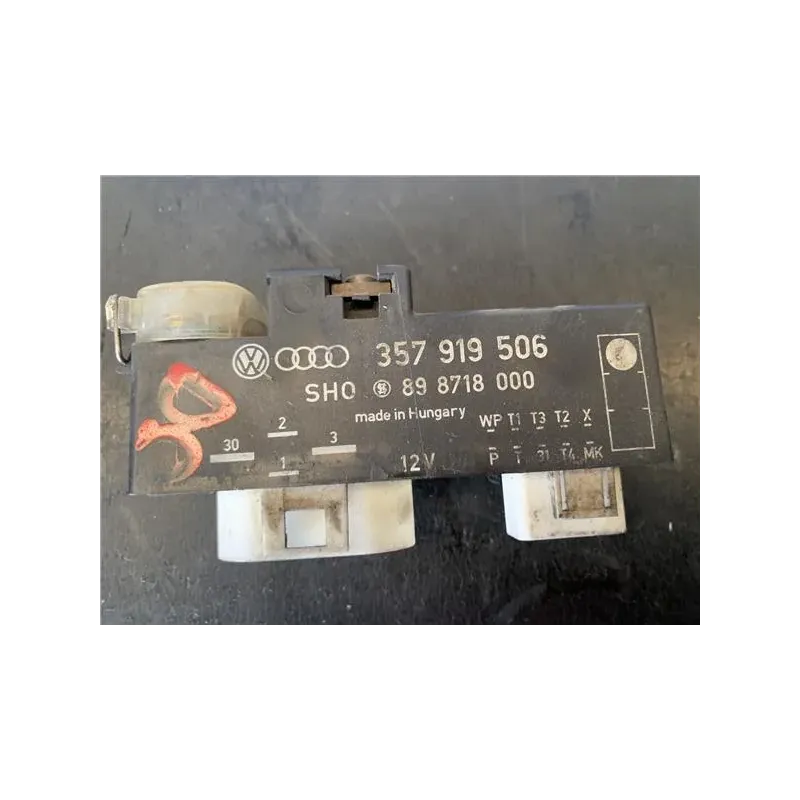 VW 357 919 506
SHO 89 8718 000
made in Hungary
WP T1 T3 T2 X
30 2 3
1
12V
P T 31 T4 MK